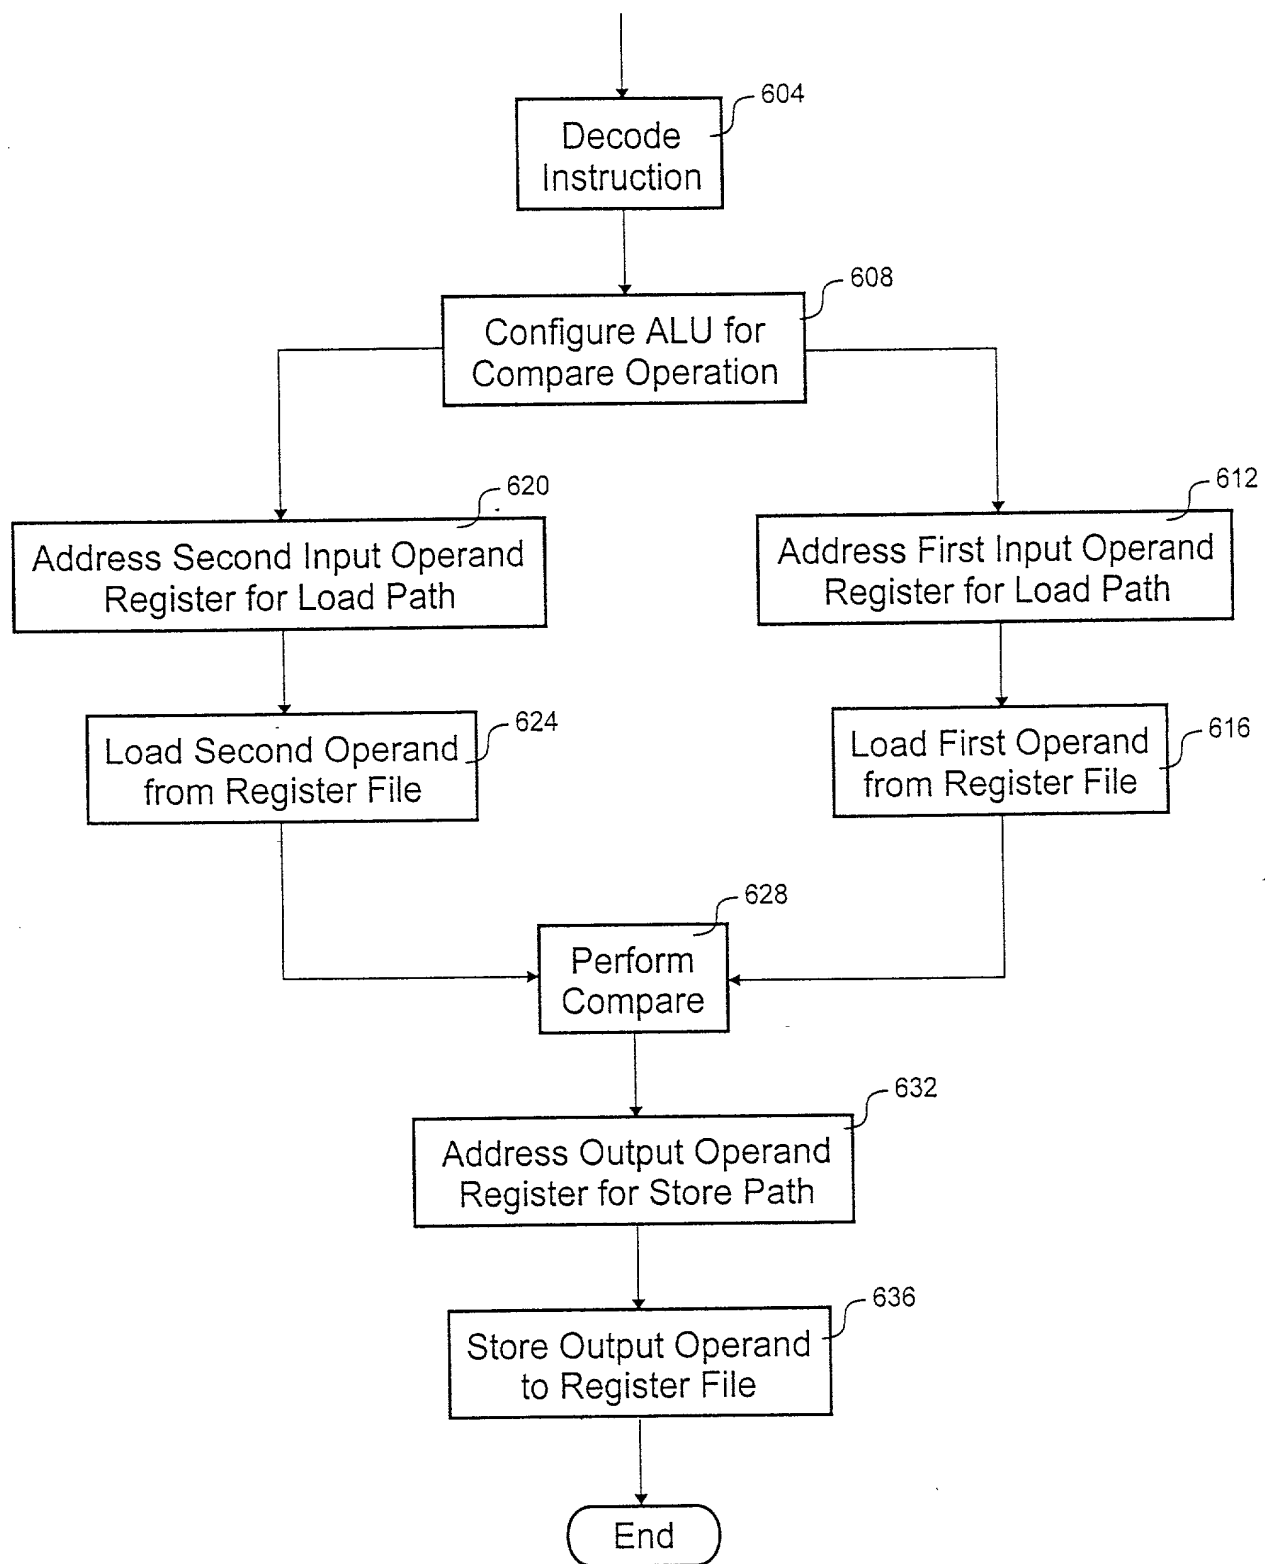 604
Decode
Instruction
608
Configure ALU for
Compare Operation
620
Address Second Input Operand
Register for Load Path
612
Address First Input Operand
Register for Load Path
624
Load Second Operand
from Register File
616
Load First Operand
from Register File
628
Perform
Compare
632
Address Output Operand
Register for Store Path
636
Store Output Operand
to Register File
End